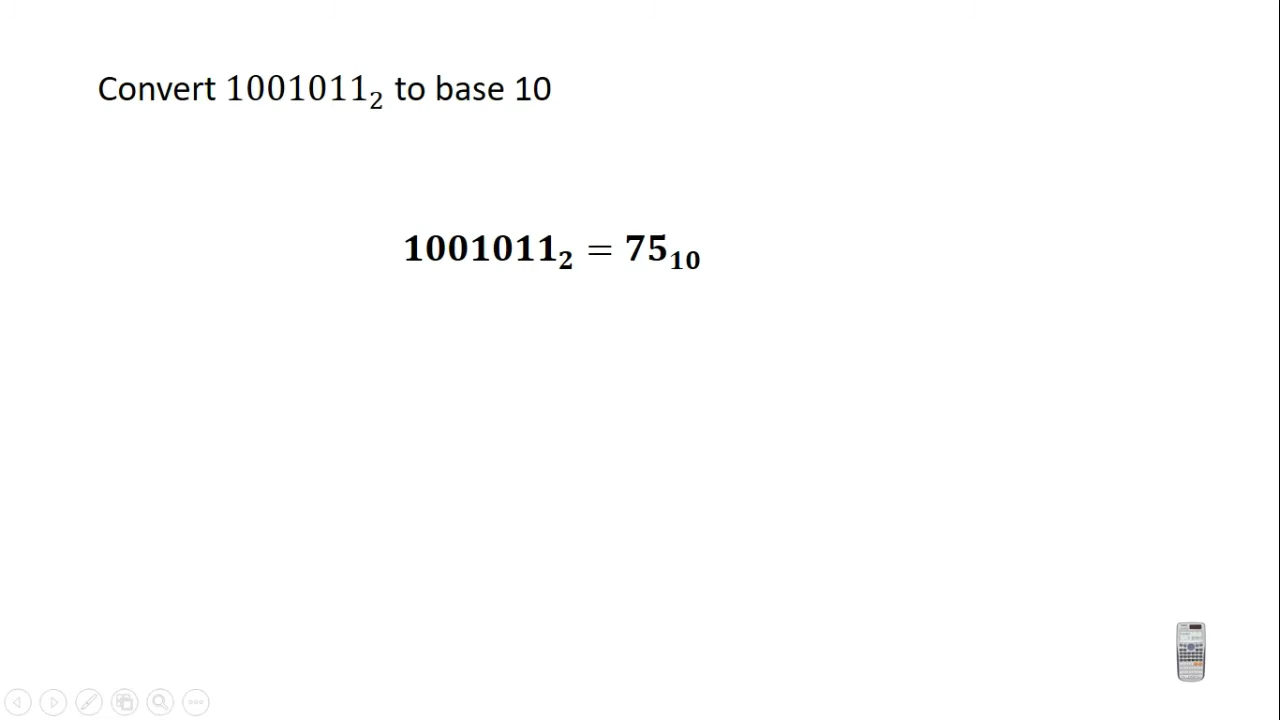 Convert 1001011₂ to base 10
1001011₂ = 75₁₀